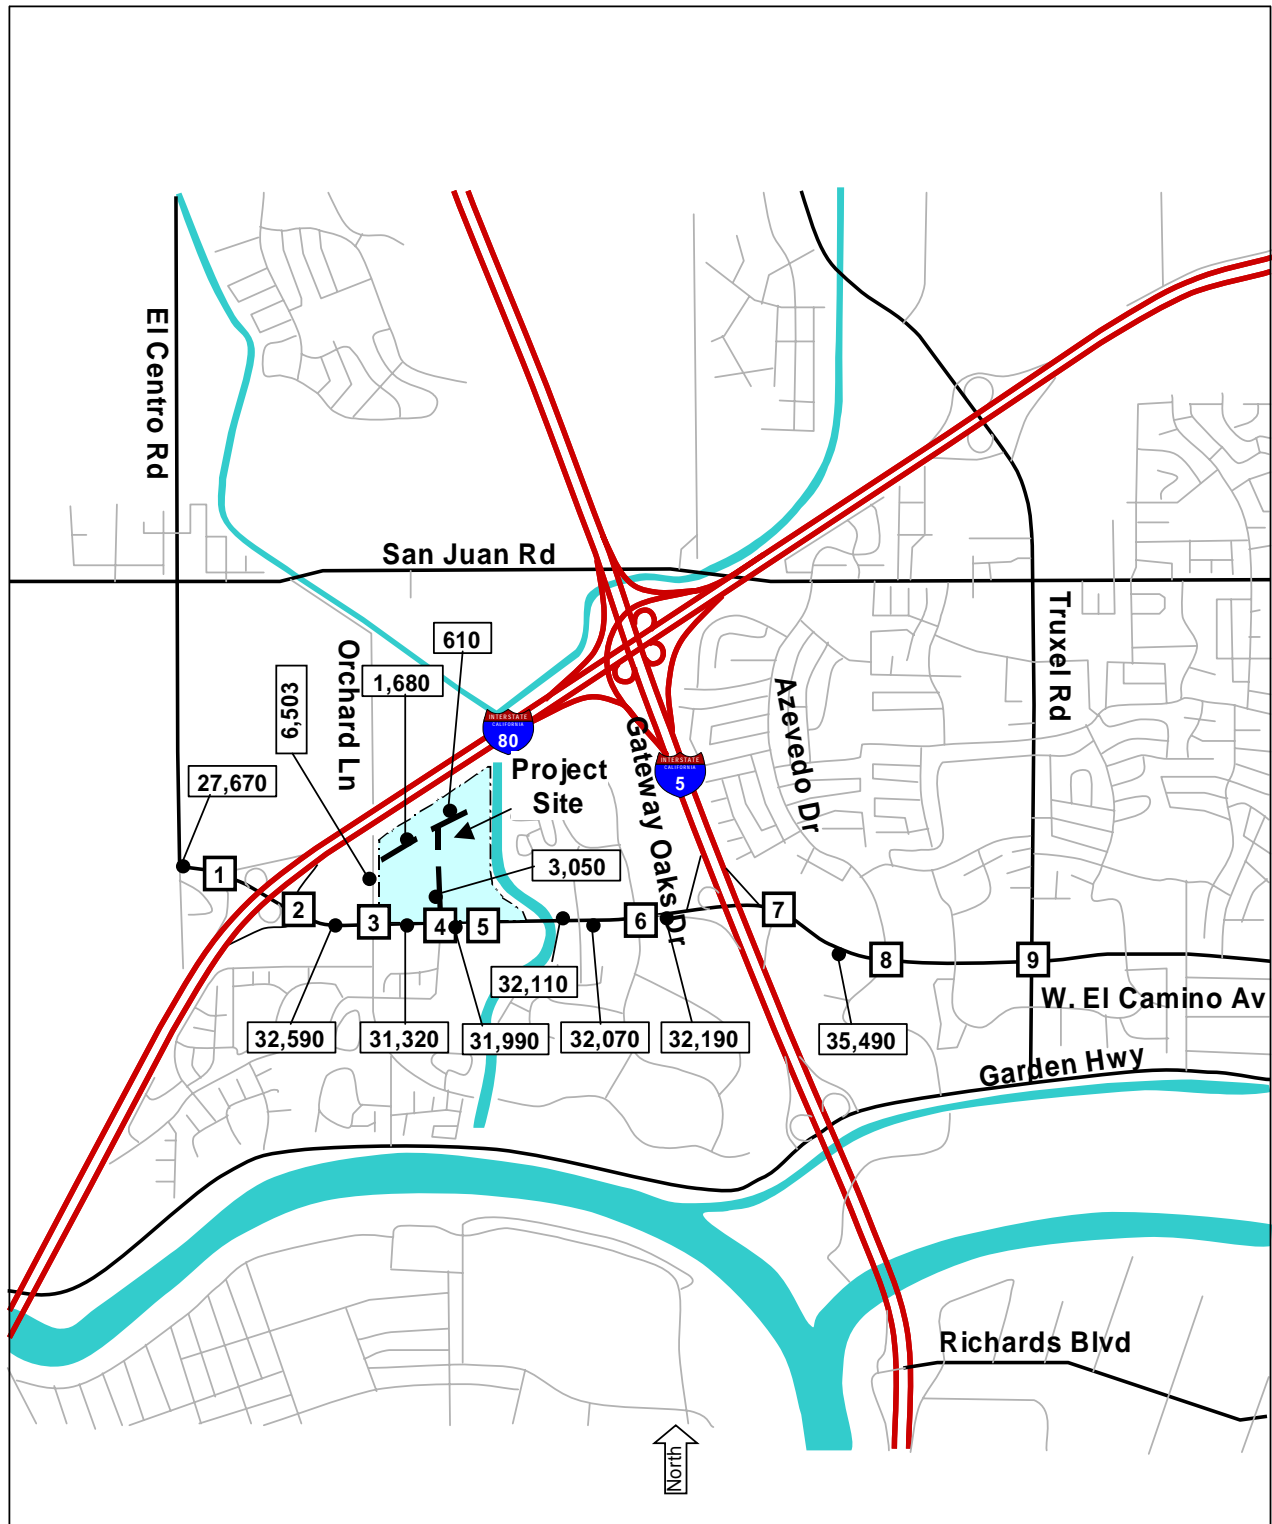 El Centro Rd
San Juan Rd
Truxel Rd
Orchard Ln
610
1,680
6,503
INTERSTATE
CALIFORNIA
80
Gateway Oaks Dr
Azevedo Dr
INTERSTATE
CALIFORNIA
5
Project
Site
27,670
3,050
1
2
3
4
5
6
7
8
9
32,110
W. El Camino Av
32,590
31,320
31,990
32,070
32,190
35,490
Garden Hwy
Richards Blvd
North